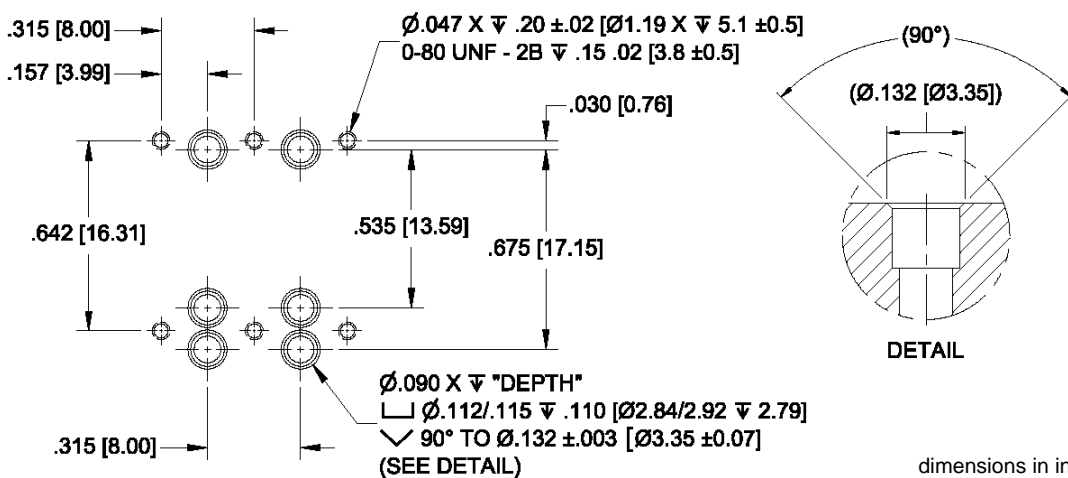 .315 [8.00]
.157 [3.99]
Ø.047 X ↧ .20 ±.02 [Ø1.19 X ↧ 5.1 ±0.5]
0-80 UNF - 2B ↧ .15 .02 [3.8 ±0.5]
.030 [0.76]
(90°)
(Ø.132 [Ø3.35])
.642 [16.31]
.535 [13.59]
.675 [17.15]
DETAIL
Ø.090 X ↧ "DEPTH"
⌴ Ø.112/.115 ↧ .110 [Ø2.84/2.92 ↧ 2.79]
⌵ 90° TO Ø.132 ±.003 [Ø3.35 ±0.07]
(SEE DETAIL)
.315 [8.00]
dimensions in in